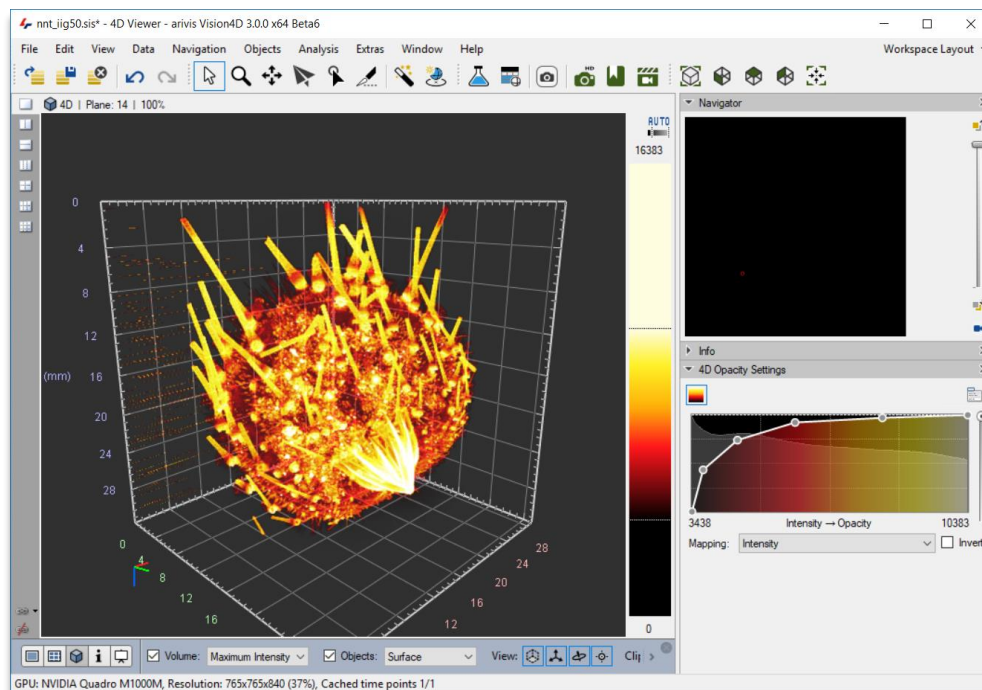 nnt_iig50.sis* - 4D Viewer - arivis Vision4D 3.0.0 x64 Beta6
File Edit View Data Navigation Objects Analysis Extras Window Help
Workspace Layout
HD
4D | Plane: 14 | 100%
Navigator
AUTO
16383
0
4
8
12
(mm) 16
20
24
28
0
4
8
12
16
28
24
20
16
12
0
Info
4D Opacity Settings
3438 Intensity → Opacity 10383
Mapping: Intensity Invert
Volume: Maximum Intensity Objects: Surface View: Clip
GPU: NVIDIA Quadro M1000M, Resolution: 765x765x840 (37%), Cached time points 1/1